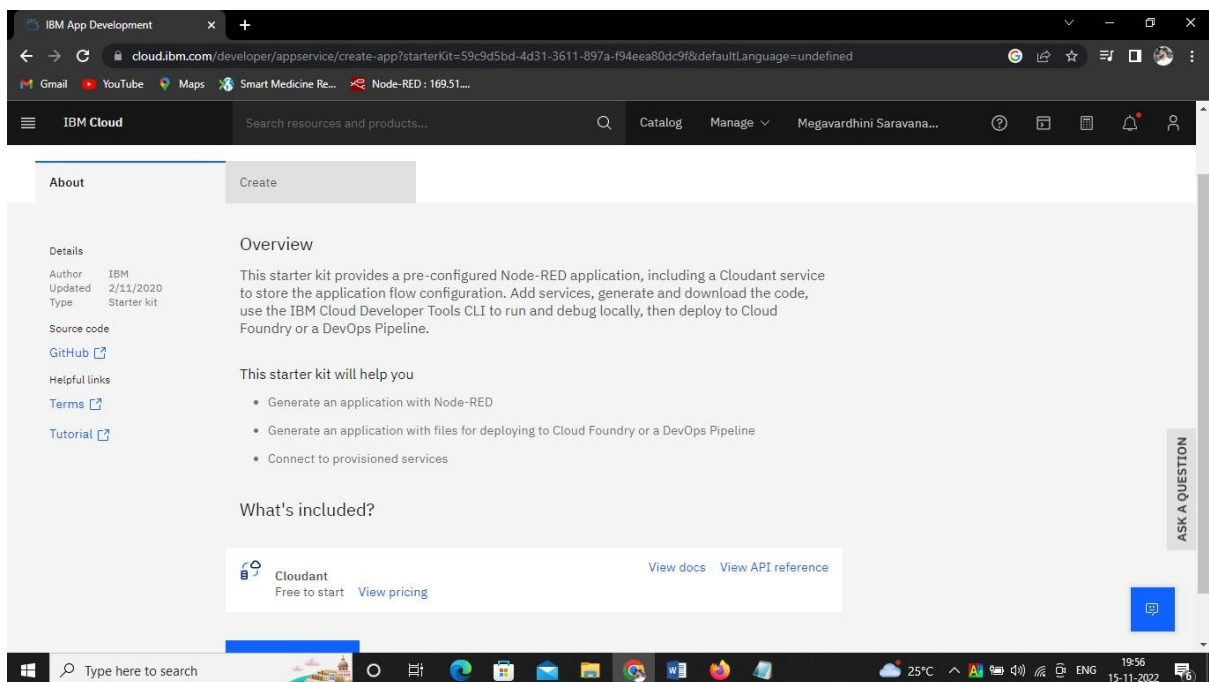 IBM App Development
cloud.ibm.com/developer/appservice/create-app?starterKit=59c9d5bd-4d31-3611-897a-f94eea80dc9f&defaultLanguage=undefined
Gmail YouTube Maps Smart Medicine Re... Node-RED : 169.51....
IBM Cloud Search resources and products... Catalog Manage Megavardhini Saravana...
About Create
Details
Author IBM
Updated 2/11/2020
Type Starter kit
Source code
GitHub
Helpful links
Terms
Tutorial
Overview
This starter kit provides a pre-configured Node-RED application, including a Cloudant service
to store the application flow configuration. Add services, generate and download the code,
use the IBM Cloud Developer Tools CLI to run and debug locally, then deploy to Cloud
Foundry or a DevOps Pipeline.
This starter kit will help you
• Generate an application with Node-RED
• Generate an application with files for deploying to Cloud Foundry or a DevOps Pipeline
• Connect to provisioned services
What's included?
Cloudant View docs View API reference
Free to start View pricing
ASK A QUESTION
Type here to search 25°C ENG 19:56
15-11-2022 6